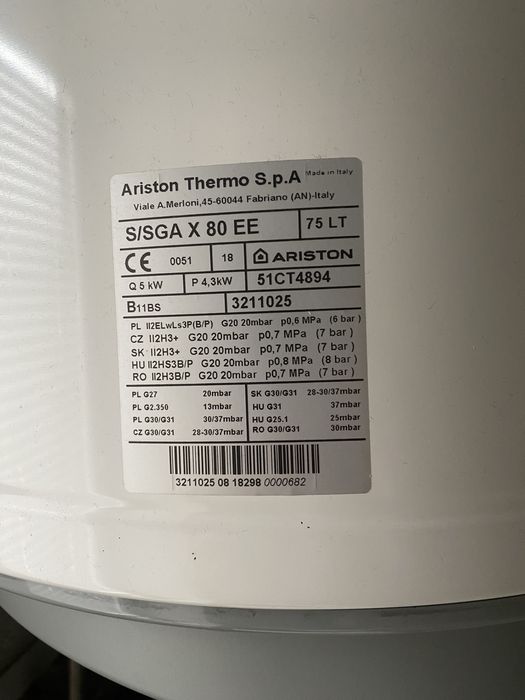 Ariston Thermo S.p.A Made in Italy
Viale A.Merloni,45-60044 Fabriano (AN)-Italy
S/SGA X 80 EE 75 LT
CE 0051 18 ARISTON
Q 5 kW P 4,3kW 51CT4894
B11BS 3211025
PL II2ELwLs3P(B/P) G20 20mbar p0,6 MPa (6 bar )
CZ II2H3+ G20 20mbar p0,7 MPa (7 bar )
SK II2H3+ G20 20mbar p0,7 MPa (7 bar )
HU II2HS3B/P G20 20mbar p0,8 MPa (8 bar )
RO II2H3B/P G20 20mbar p0,7 MPa (7 bar )
PL G27 20mbar SK G30/G31 28-30/37mbar
PL G2.350 13mbar HU G31 37mbar
PL G30/G31 30/37mbar HU G25.1 25mbar
CZ G30/G31 28-30/37mbar RO G30/G31 30mbar
3211025 08 18298 0000682